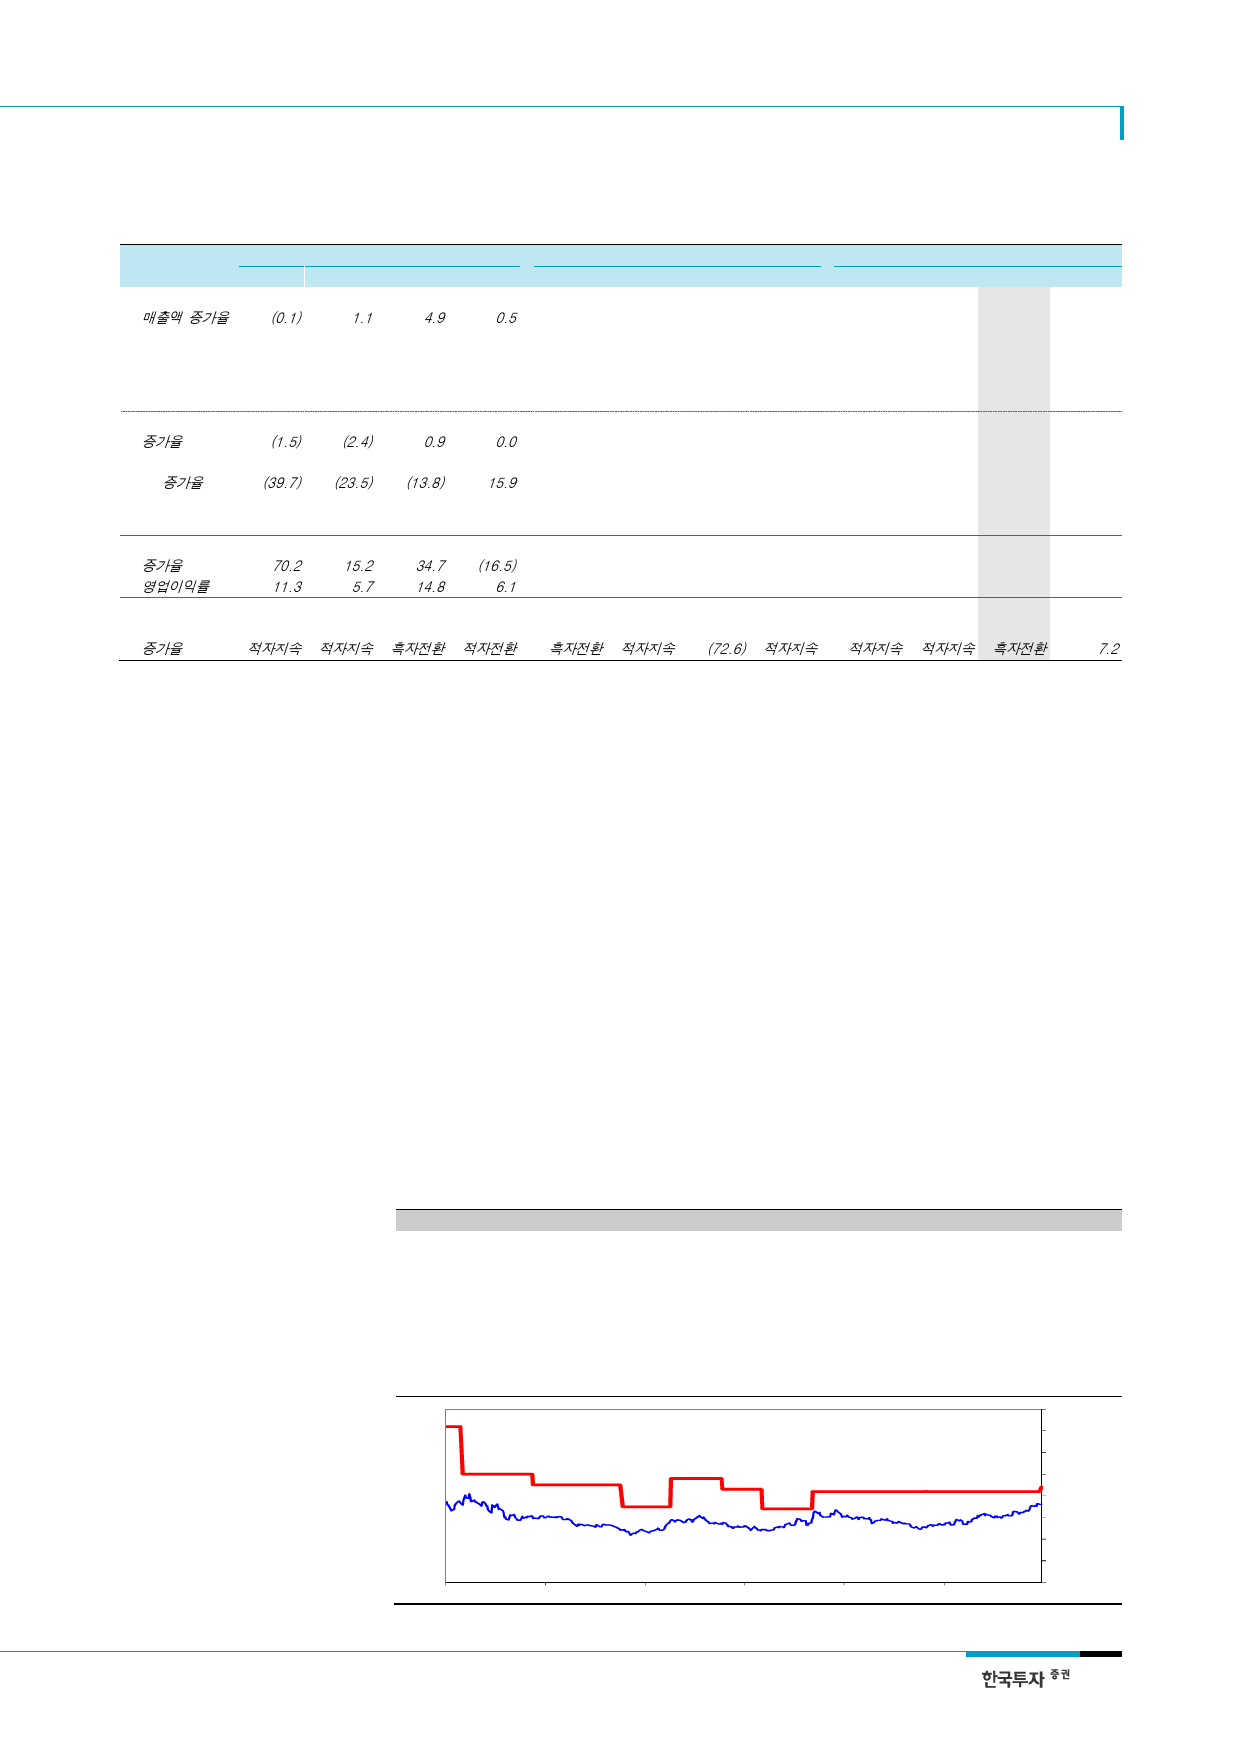 매출액 증가율 (0.1) 1.1 4.9 0.5
증가율 (1.5) (2.4) 0.9 0.0
증가율 (39.7) (23.5) (13.8) 15.9
증가율 70.2 15.2 34.7 (16.5)
영업이익률 11.3 5.7 14.8 6.1
증가율 적자지속 적자지속 흑자전환 적자전환 흑자전환 적자지속 (72.6) 적자지속 적자지속 적자지속 흑자전환 7.2
한국투자 증권